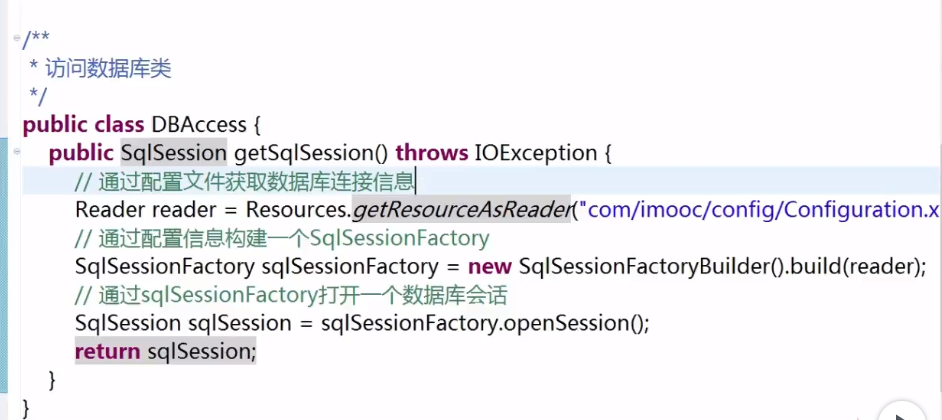 /**
 * 访问数据库类
 */
public class DBAccess {
    public SqlSession getSqlSession() throws IOException {
        // 通过配置文件获取数据库连接信息
        Reader reader = Resources.getResourceAsReader("com/imooc/config/Configuration.x
        // 通过配置信息构建一个SqlSessionFactory
        SqlSessionFactory sqlSessionFactory = new SqlSessionFactoryBuilder().build(reader);
        // 通过sqlSessionFactory打开一个数据库会话
        SqlSession sqlSession = sqlSessionFactory.openSession();
        return sqlSession;
    }
}